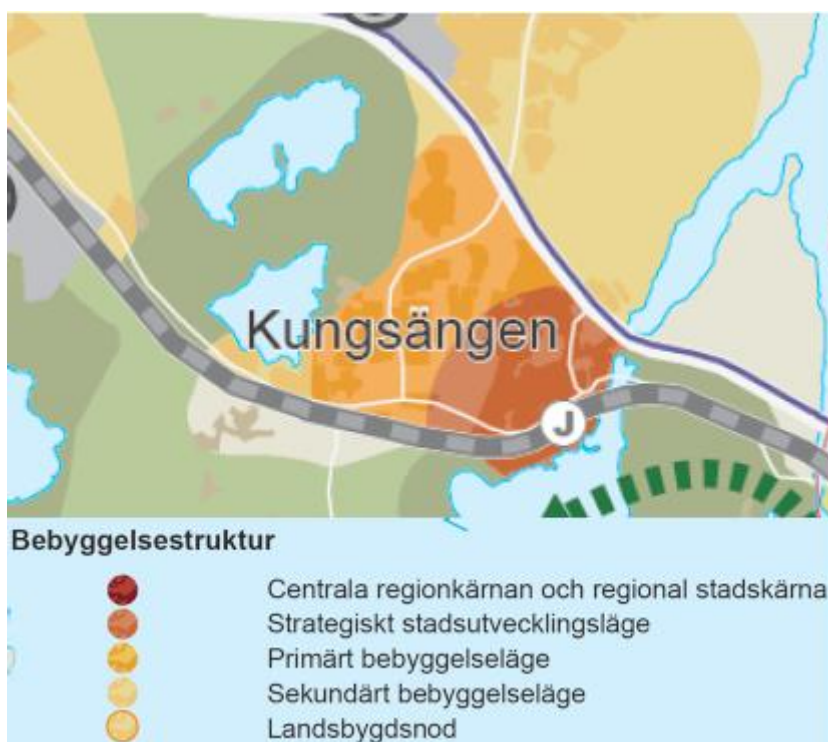 Kungsängen
J
Bebyggelsestruktur
Centrala regionkärnan och regional stadskärna
Strategiskt stadsutvecklingsläge
Primärt bebyggelseläge
Sekundärt bebyggelseläge
Landsbygdsnod